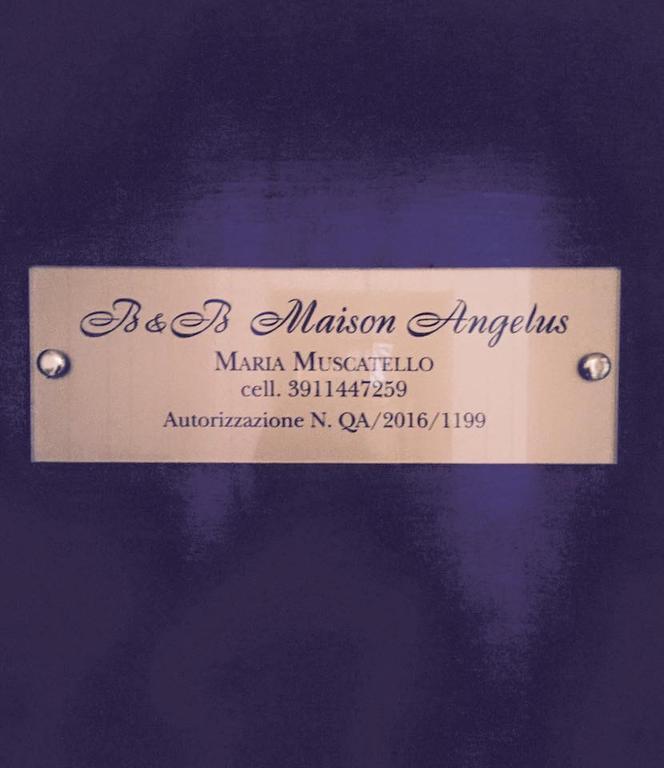 B&B Maison Angelus
MARIA MUSCATELLO
cell. 3911447259
Autorizzazione N. QA/2016/1199